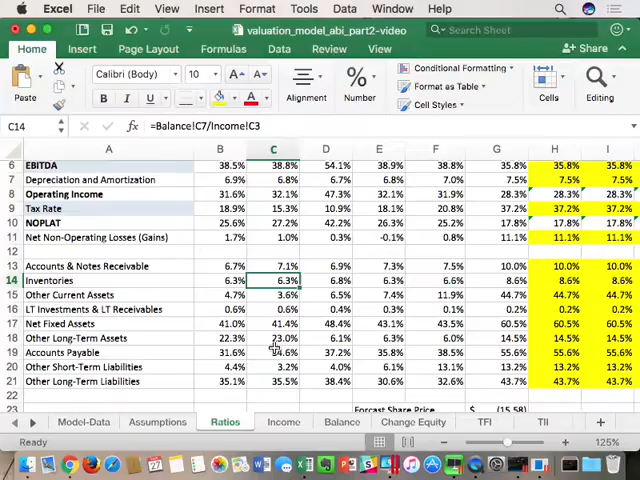 Excel File Edit View Insert Format Tools Data Window Help
valuation_model_abi_part2-video
Search Sheet
Home Insert Page Layout Formulas Data Review View Share
Calibri (Body) 10 A A
Paste B I U A Alignment % Number Conditional Formatting Format as Table Cell Styles Cells Editing
C14 fx =Balance!C7/Income!C3
A B C D E F G H I
6 EBITDA 38.5% 38.8% 54.1% 38.9% 38.8% 35.8% 35.8% 35.8%
7 Depreciation and Amortization 6.9% 6.8% 6.7% 6.8% 7.0% 7.5% 7.5% 7.5%
8 Operating Income 31.6% 32.1% 47.3% 32.1% 31.9% 28.3% 28.3% 28.3%
9 Tax Rate 18.9% 15.3% 10.9% 18.1% 20.8% 37.2% 37.2% 37.2%
10 NOPLAT 25.6% 27.2% 42.2% 26.3% 25.2% 17.8% 17.8% 17.8%
11 Net Non-Operating Losses (Gains) 1.7% 1.0% 0.3% -0.1% 0.8% 11.1% 11.1% 11.1%
12
13 Accounts & Notes Receivable 6.7% 7.1% 6.9% 7.3% 7.5% 10.0% 10.0% 10.0%
14 Inventories 6.3% 6.3% 6.8% 6.3% 6.6% 8.6% 8.6% 8.6%
15 Other Current Assets 4.7% 3.6% 6.5% 7.4% 11.9% 44.7% 44.7% 44.7%
16 LT Investments & LT Receivables 0.6% 0.6% 0.4% 0.3% 0.1% 0.2% 0.2% 0.2%
17 Net Fixed Assets 41.0% 41.4% 48.4% 43.1% 43.5% 60.5% 60.5% 60.5%
18 Other Long-Term Assets 22.3% 23.0% 6.1% 6.3% 6.0% 14.5% 14.5% 14.5%
19 Accounts Payable 31.6% 4.6% 37.2% 35.8% 38.5% 55.6% 55.6% 55.6%
20 Other Short-Term Liabilities 4.4% 3.2% 4.0% 6.1% 13.1% 13.2% 13.2% 13.2%
21 Other Long-Term Liabilities 35.1% 35.5% 38.4% 30.6% 32.6% 43.7% 43.7% 43.7%
22
23 Forcast Share Price $ (15.58)
Model-Data Assumptions Ratios Income Balance Change Equity TFI TII
Ready 125%